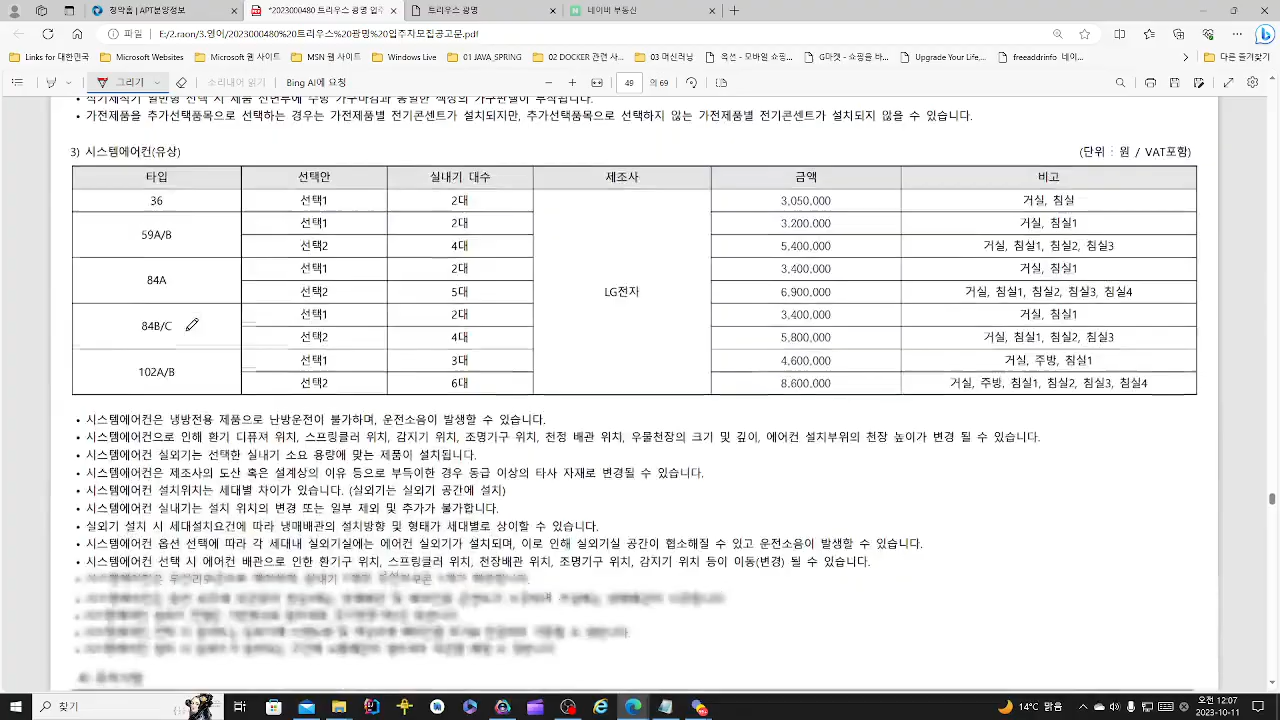 청약홈 | APT분양정보
*2023000480 트리우스 광명 입주
트리우스 광명
네이버 부동산
파일 E:/2.raon/3.영이/2023000480%20트리우스%20광명%20입주자모집공고문.pdf
Links for 대한민국 Microsoft Websites Microsoft 웹 사이트 MSN 웹 사이트 Windows Live 01 JAVA,SPRING 02 DOCKER 관련 사... 03 머신러닝 옥션 - 모바일 쇼핑... G마켓 - 쇼핑을 바... Upgrade Your Life,... freeaddrinfo 네이... 다른 즐겨찾기
그리기 소리내어 읽기 Bing AI에 요청 49 의 69
• 가전제품을 추가선택품목으로 선택하는 경우는 가전제품별 전기콘센트가 설치되지만, 추가선택품목으로 선택하지 않는 가전제품별 전기콘센트가 설치되지 않을 수 있습니다.
3) 시스템에어컨(유상) (단위 : 원 / VAT포함)
타입 선택안 실내기 대수 제조사 금액 비고
36 선택1 2대 3,050,000 거실, 침실
59A/B 선택1 2대 3,200,000 거실, 침실1
선택2 4대 5,400,000 거실, 침실1, 침실2, 침실3
84A 선택1 2대 3,400,000 거실, 침실1
선택2 5대 LG전자 6,900,000 거실, 침실1, 침실2, 침실3, 침실4
84B/C 선택1 2대 3,400,000 거실, 침실1
선택2 4대 5,800,000 거실, 침실1, 침실2, 침실3
102A/B 선택1 3대 4,600,000 거실, 주방, 침실1
선택2 6대 8,600,000 거실, 주방, 침실1, 침실2, 침실3, 침실4
• 시스템에어컨은 냉방전용 제품으로 난방운전이 불가하며, 운전소음이 발생할 수 있습니다.
• 시스템에어컨으로 인해 환기 디퓨져 위치, 스프링클러 위치, 감지기 위치, 조명기구 위치, 천정 배관 위치, 우물천장의 크기 및 깊이, 에어컨 설치부위의 천장 높이가 변경 될 수 있습니다.
• 시스템에어컨 실외기는 선택한 실내기 소요 용량에 맞는 제품이 설치됩니다.
• 시스템에어컨은 제조사의 도산 혹은 설계상의 이유 등으로 부득이한 경우 동급 이상의 타사 자재로 변경될 수 있습니다.
• 시스템에어컨 설치위치는 세대별 차이가 있습니다. (실외기는 실외기 공간에 설치)
• 시스템에어컨 실내기는 설치 위치의 변경 또는 일부 제외 및 추가가 불가합니다.
• 실외기 설치 시 세대설치요건에 따라 냉매배관의 설치방향 및 형태가 세대별로 상이할 수 있습니다.
• 시스템에어컨 옵션 선택에 따라 각 세대내 실외기실에는 에어컨 실외기가 설치되며, 이로 인해 실외기실 공간이 협소해질 수 있고 운전소음이 발생할 수 있습니다.
• 시스템에어컨 선택 시 에어컨 배관으로 인한 환기구 위치, 스프링클러 위치, 천장배관 위치, 조명기구 위치, 감지기 위치 등이 이동(변경) 될 수 있습니다.
찾기
14°C 맑음
오전 12:07
2023-10-11